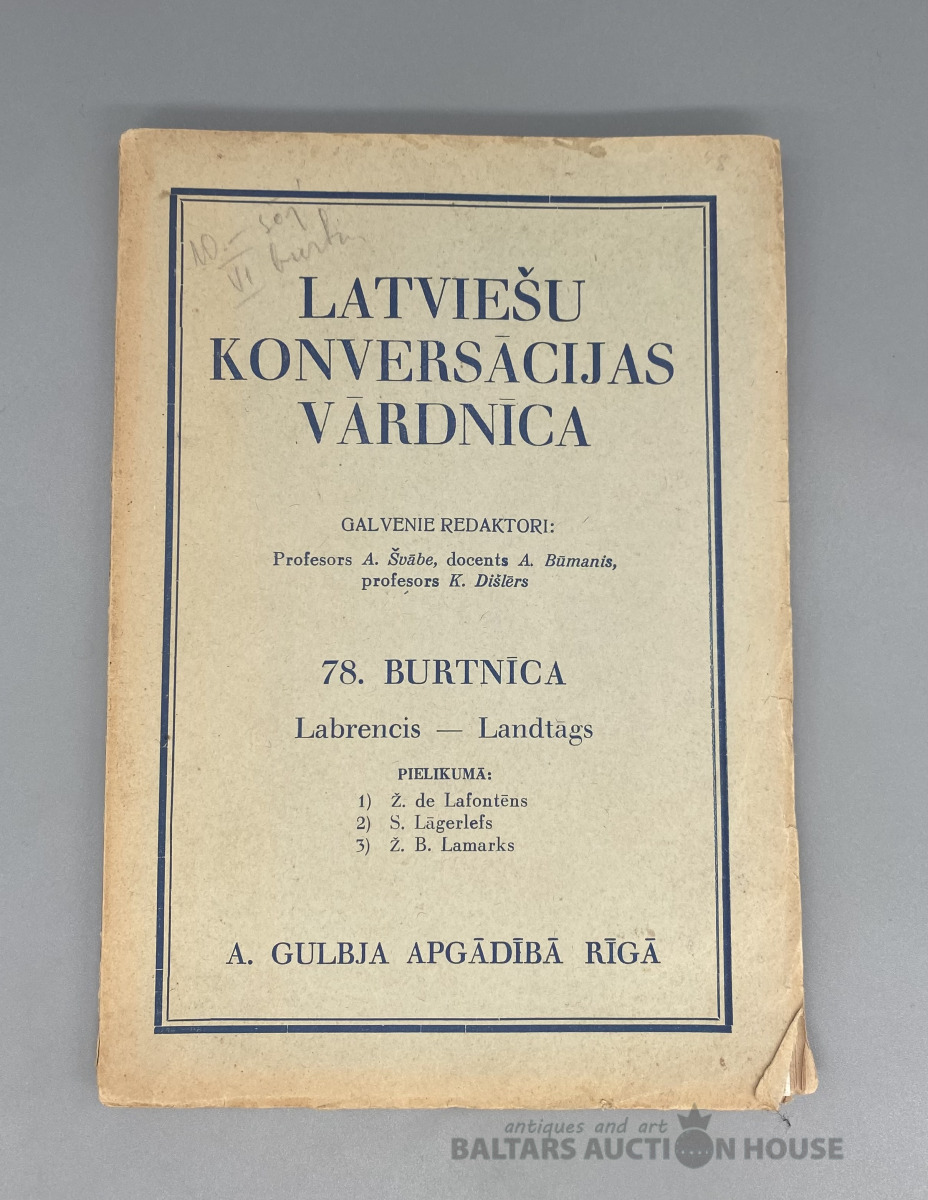 LATVIEŠU
KONVERSĀCIJAS
VĀRDNĪCA
GALVENIE REDAKTORI:
Profesors A. Švābe, docents A. Būmanis,
profesors K. Dišlērs
78. BURTNĪCA
Labrencis — Landtāgs
PIELIKUMĀ:
1) Ž. de Lafontēns
2) S. Lāgerlefs
3) Ž. B. Lamarks
A. GULBJA APGĀDĪBĀ RĪGĀ
antiques and art
BALTARS AUCTION HOUSE